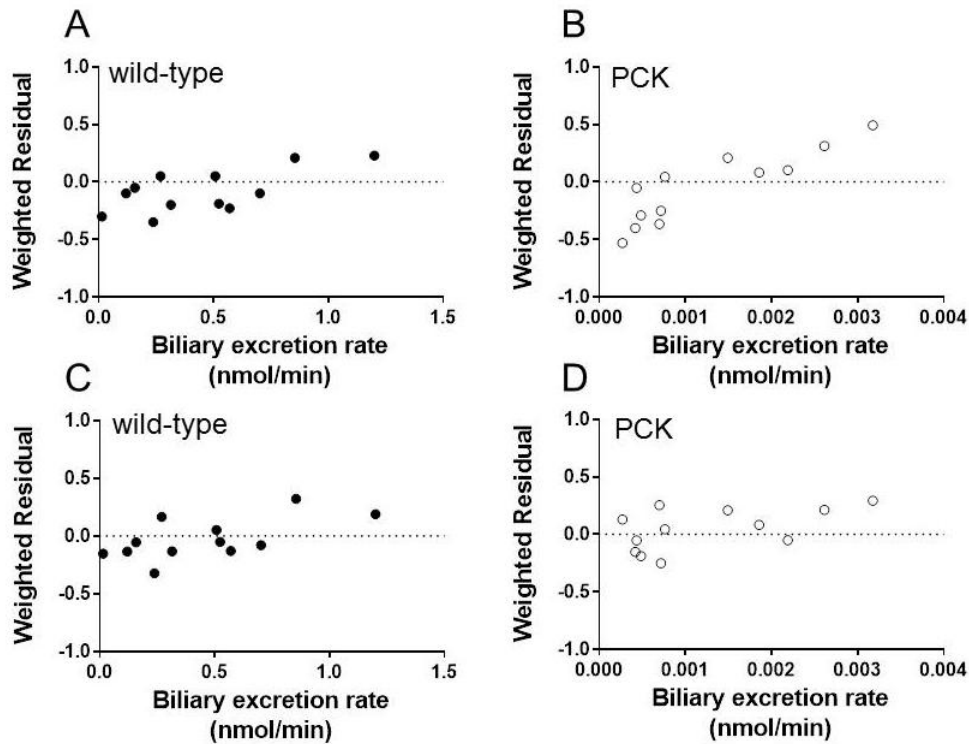 A
wild-type
Weighted Residual
1.0
0.5
0.0
-0.5
-1.0
0.0 0.5 1.0 1.5
Biliary excretion rate
(nmol/min)
B
PCK
Weighted Residual
1.0
0.5
0.0
-0.5
-1.0
0.000 0.001 0.002 0.003 0.004
Biliary excretion rate
(nmol/min)
C
wild-type
Weighted Residual
1.0
0.5
0.0
-0.5
-1.0
0.0 0.5 1.0 1.5
Biliary excretion rate
(nmol/min)
D
PCK
Weighted Residual
1.0
0.5
0.0
-0.5
-1.0
0.000 0.001 0.002 0.003 0.004
Biliary excretion rate
(nmol/min)